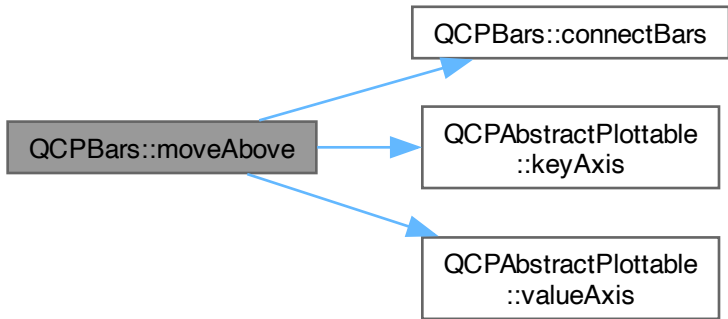 QCPBars::connectBars
QCPBars::moveAbove
QCPAbstractPlottable
::keyAxis
QCPAbstractPlottable
::valueAxis